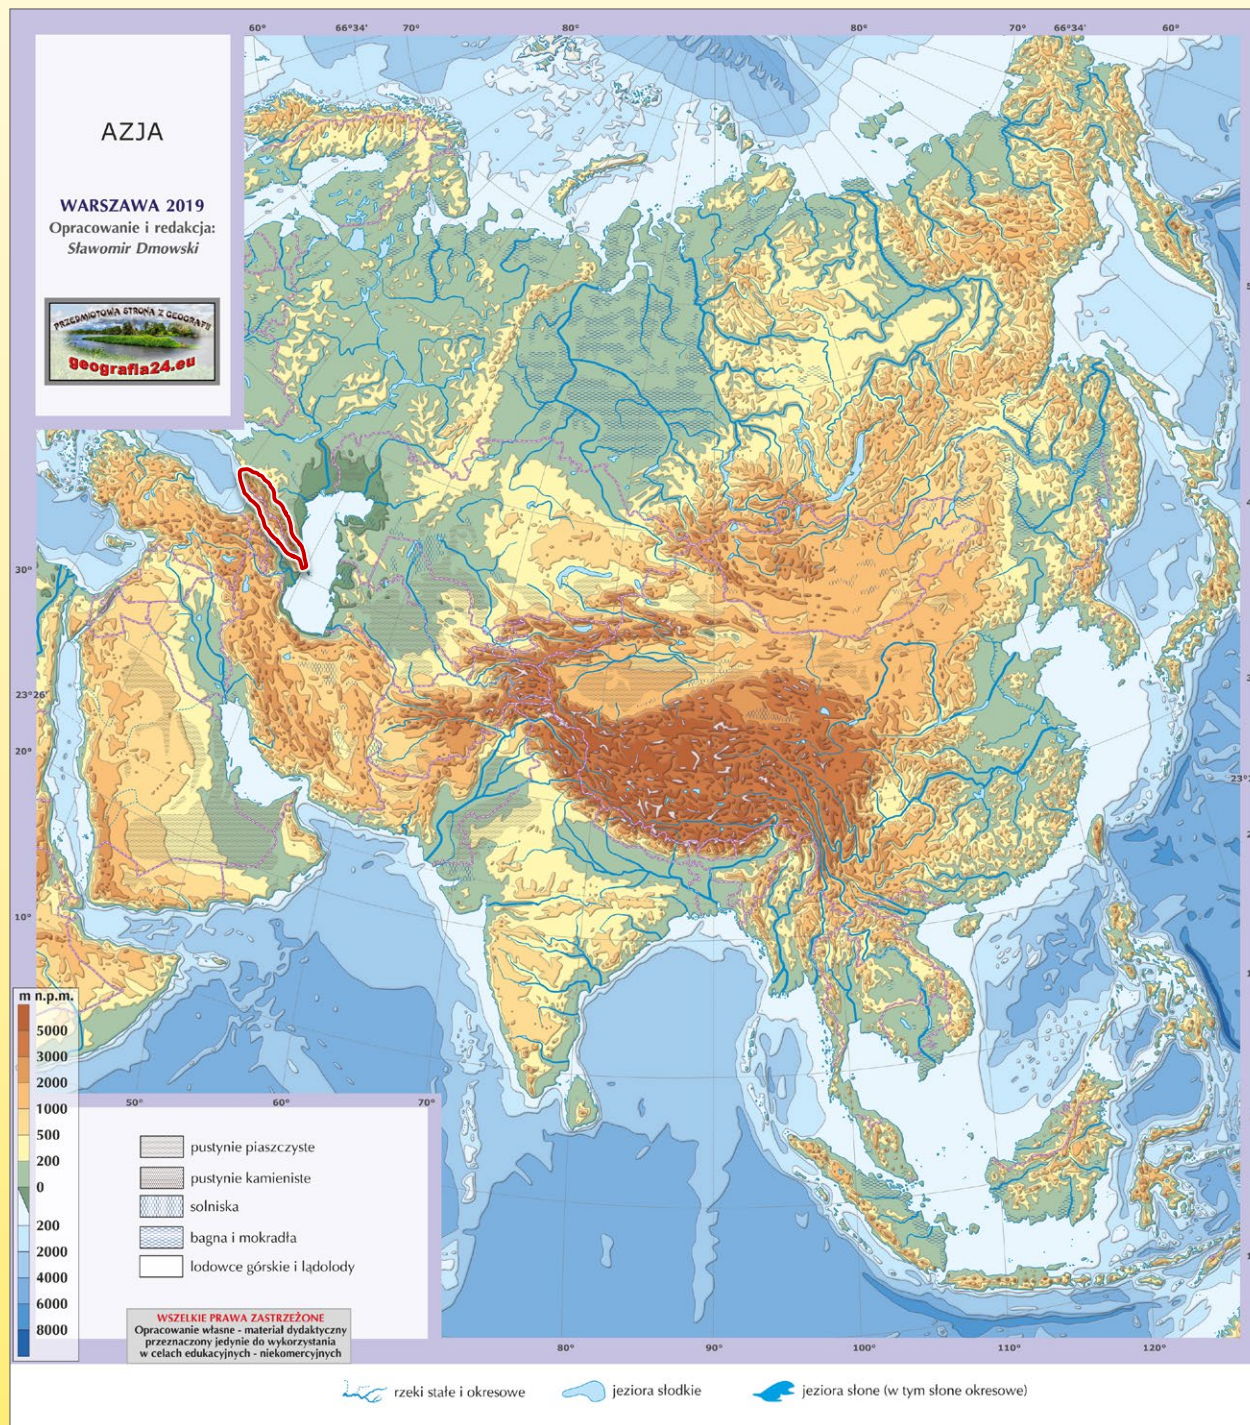 60° 66°34' 70° 80° 80° 70° 66°34' 60°
AZJA
WARSZAWA 2019
Opracowanie i redakcja:
Sławomir Dmowski
PRZEDMIOTOWA STRONA Z GEOGRAFII
geografia24.eu
30°
23°26'
20°
10°
m n.p.m.
5000
3000
2000
1000
500
200
0
200
2000
4000
6000
8000
50° 60° 70°
pustynie piaszczyste
pustynie kamieniste
solniska
bagna i mokradła
lodowce górskie i lądolody
WSZELKIE PRAWA ZASTRZEŻONE
Opracowanie własne - materiał dydaktyczny
przeznaczony jedynie do wykorzystania
w celach edukacyjnych - niekomercyjnych
80° 90° 100° 110° 120°
rzeki stałe i okresowe
jeziora słodkie
jeziora słone (w tym słone okresowe)